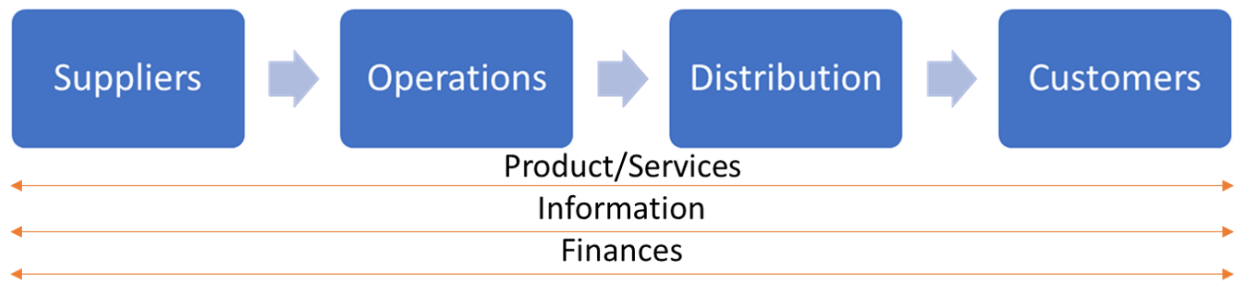 Suppliers
Operations
Distribution
Customers
Product/Services
Information
Finances